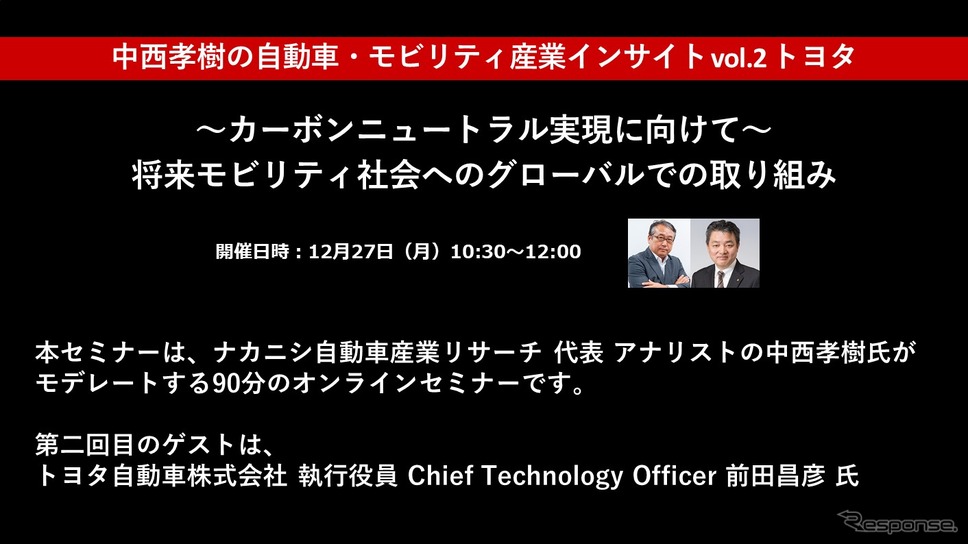 中西孝樹の自動車・モビリティ産業インサイトvol.2トヨタ
～カーボンニュートラル実現に向けて～
将来モビリティ社会へのグローバルでの取り組み
開催日時：12月27日（月）10:30～12:00
本セミナーは、ナカニシ自動車産業リサーチ 代表 アナリストの中西孝樹氏が
モデレートする90分のオンラインセミナーです。
第二回目のゲストは、
トヨタ自動車株式会社 執行役員 Chief Technology Officer 前田昌彦 氏
Response.